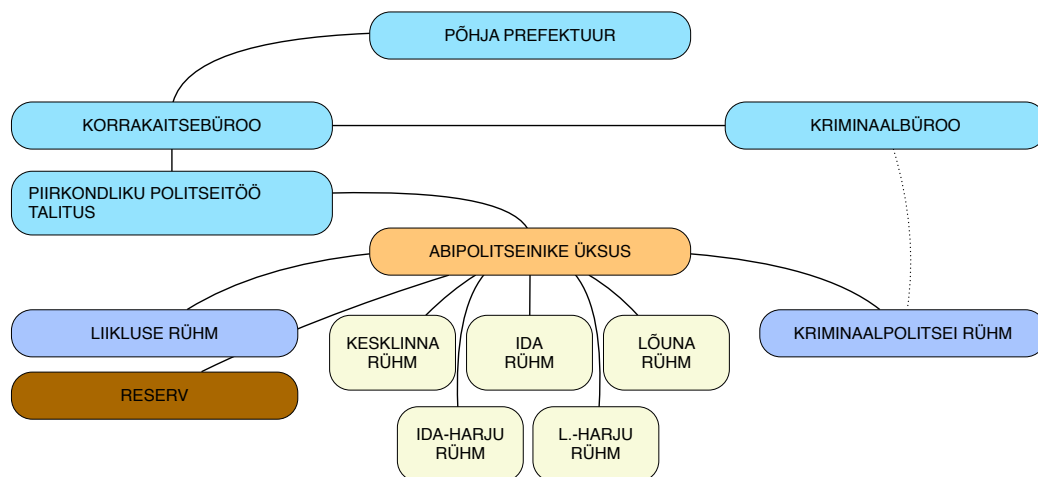 PÕHJA PREFEKTUUR
KORRAKAITSEBÜROO
KRIMINAALBÜROO
PIIRKONDLIKU POLITSEITÖÖ
TALITUS
ABIPOLITSEINIKE ÜKSUS
LIIKLUSE RÜHM
KESKLINNA
RÜHM
IDA
RÜHM
LÕUNA
RÜHM
KRIMINAALPOLITSEI RÜHM
RESERV
IDA-HARJU
RÜHM
L.-HARJU
RÜHM